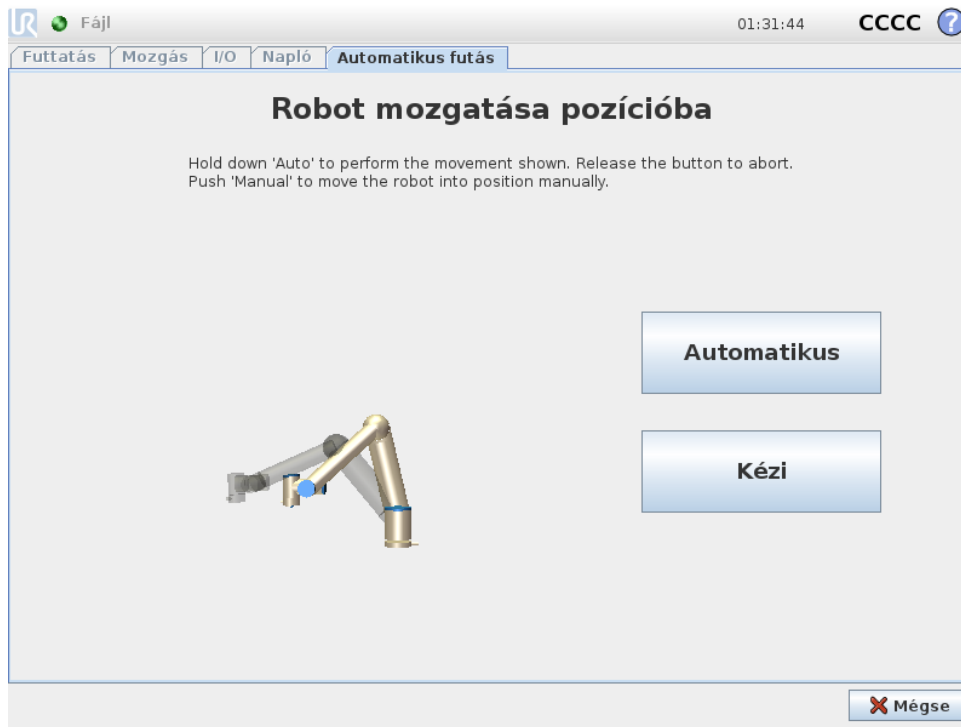 UR Fájl 01:31:44 CCCC ?
Futtatás Mozgás I/O Napló Automatikus futás
Robot mozgatása pozícióba
Hold down 'Auto' to perform the movement shown. Release the button to abort.
Push 'Manual' to move the robot into position manually.
Automatikus
Kézi
Mégse